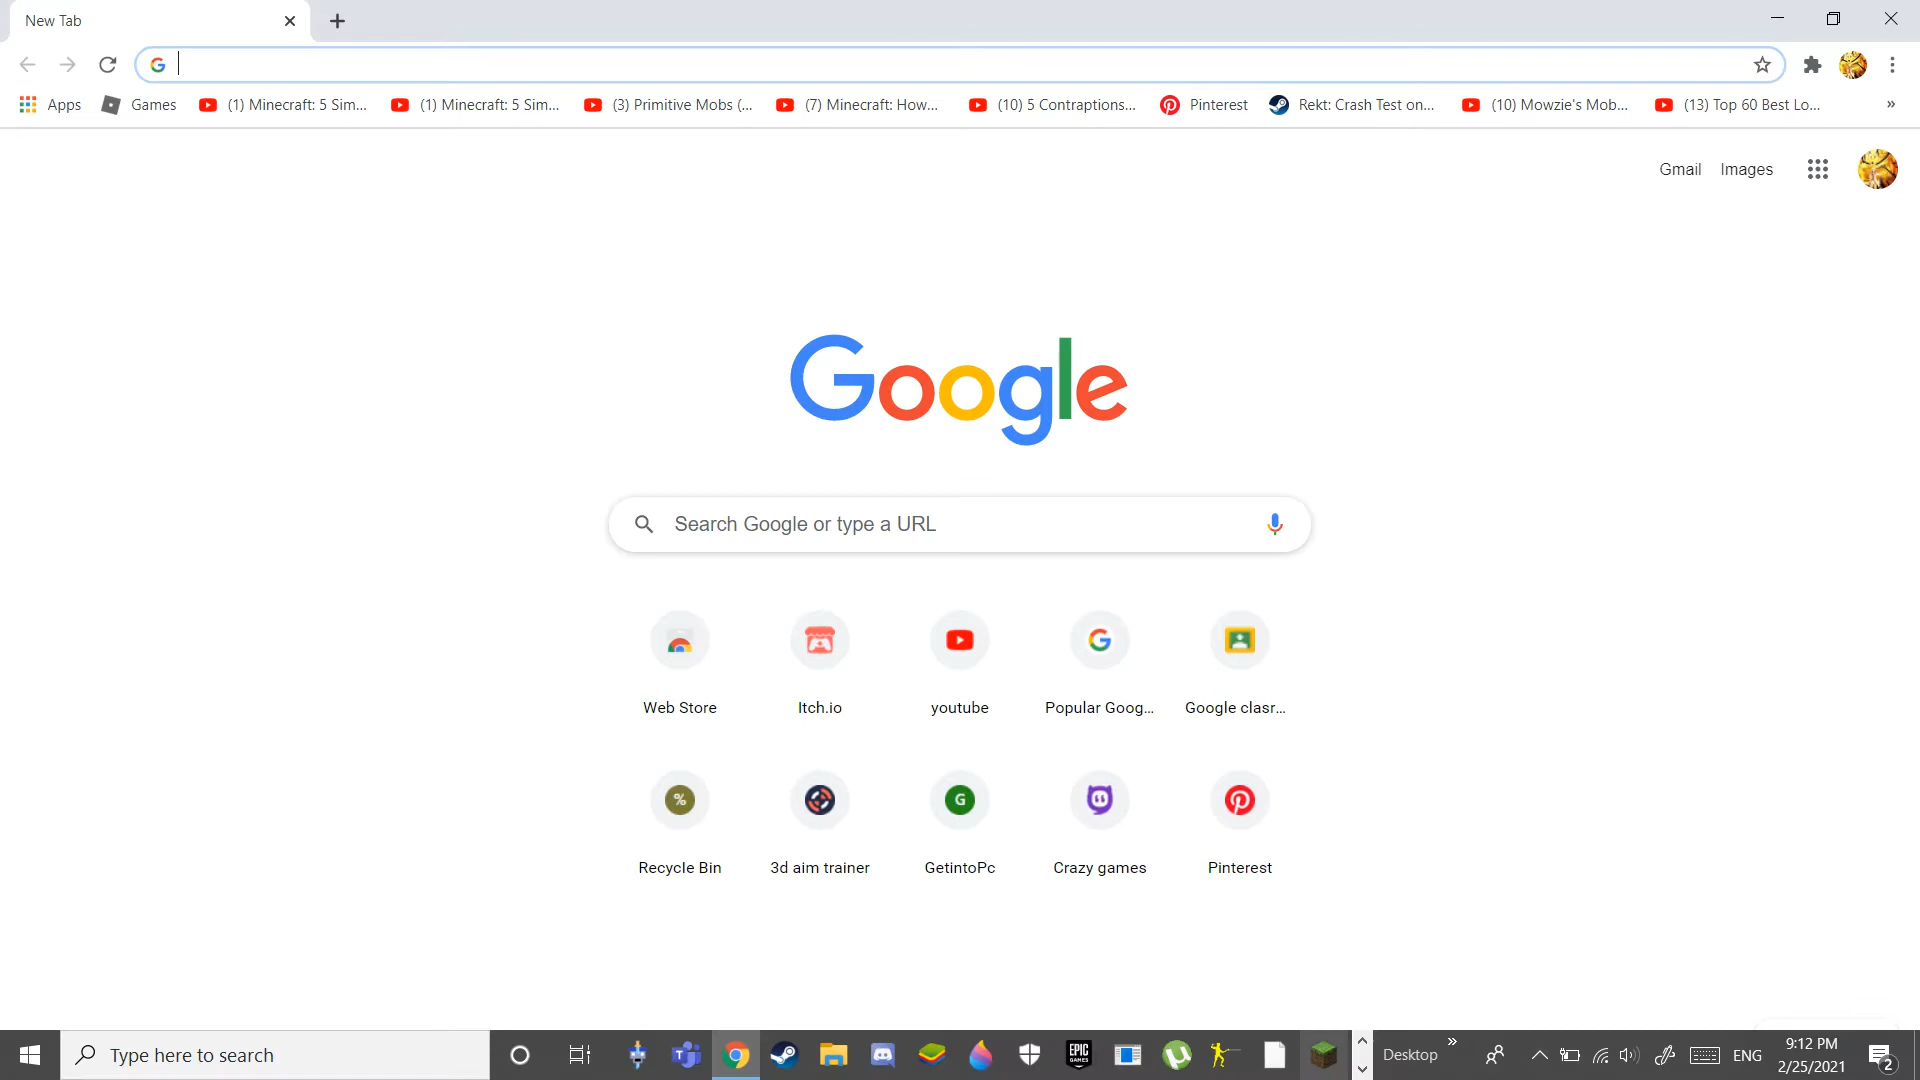 New Tab
Apps Games (1) Minecraft: 5 Sim... (1) Minecraft: 5 Sim... (3) Primitive Mobs (... (7) Minecraft: How... (10) 5 Contraptions... Pinterest Rekt: Crash Test on... (10) Mowzie's Mob... (13) Top 60 Best Lo... »
Gmail Images
Google
Search Google or type a URL
Web Store Itch.io youtube Popular Goog... Google clasr...
% G
Recycle Bin 3d aim trainer GetintoPc Crazy games Pinterest
Type here to search
EPIC GAMES
Desktop »
ENG
9:12 PM
2/25/2021
2